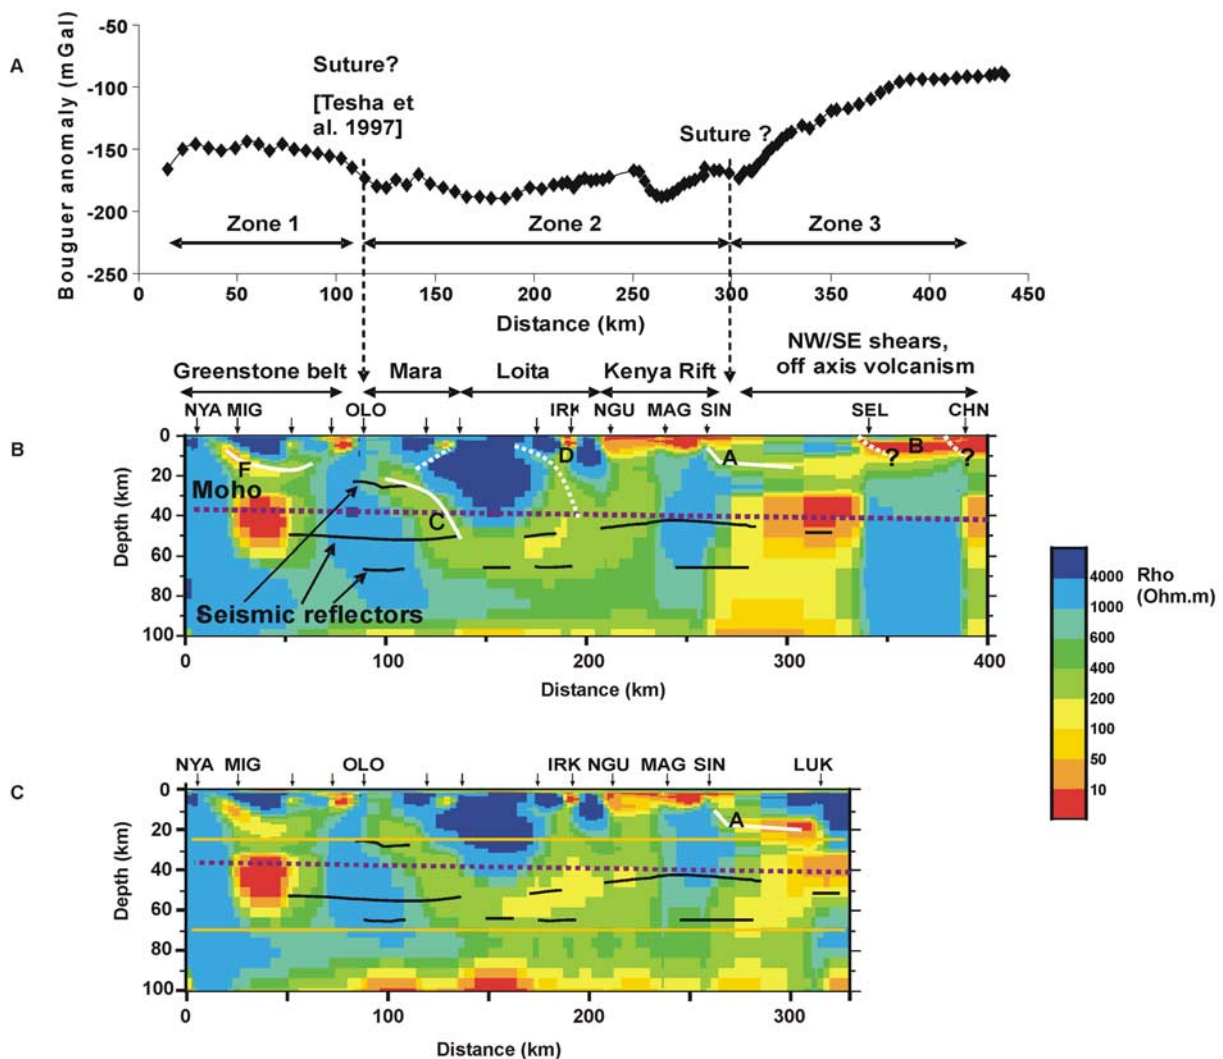 A
Bouguer anomaly (mGal)
-50
-100
-150
-200
-250
Suture?
[Tesha et
al. 1997]
Suture ?
Zone 1
Zone 2
Zone 3
0
50
100
150
200
250
300
350
400
450
Distance (km)
NW/SE shears,
off axis volcanism
Greenstone belt
Mara
Loita
Kenya Rift
NYA MIG
OLO
IRK
NGU
MAG
SIN
SEL
CHN
B
Depth (km)
0
20
40
60
80
100
F
Moho
C
D
A
B
?
?
Seismic reflectors
0
100
200
300
400
Distance (km)
4000
1000
600
400
200
100
50
10
Rho
(Ohm.m)
NYA MIG
OLO
IRK
NGU
MAG
SIN
LUK
C
Depth (km)
0
20
40
60
80
100
A
0
100
200
300
Distance (km)